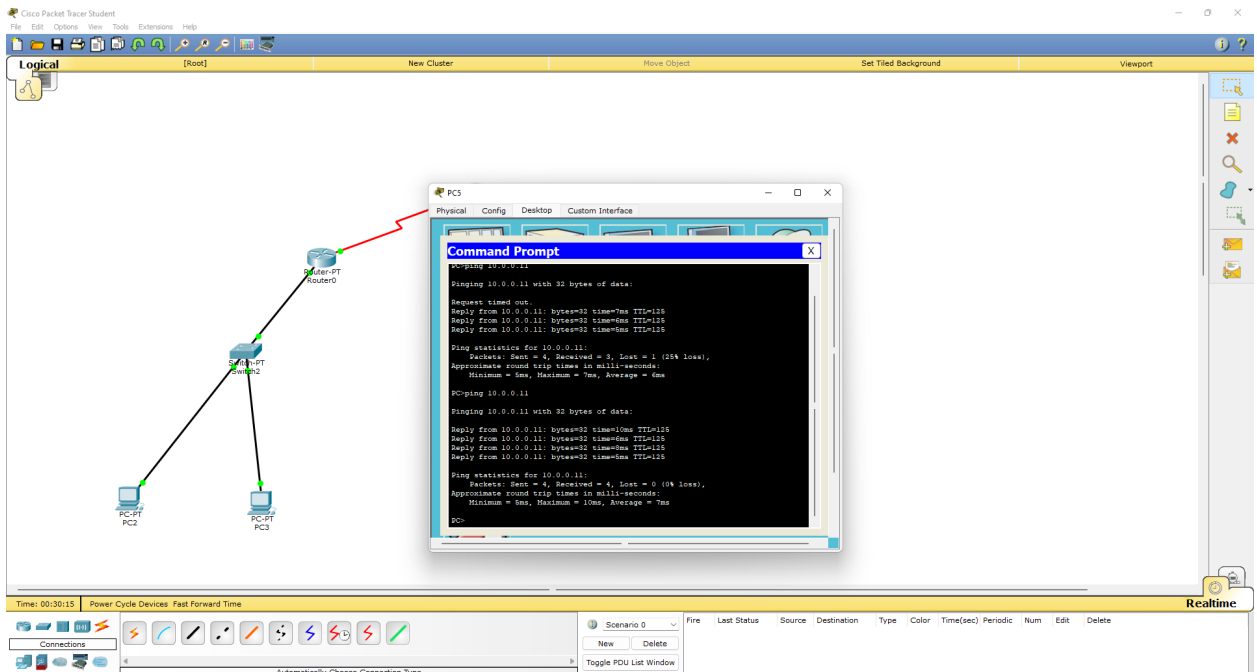 Cisco Packet Tracer Student
File Edit Options View Tools Extensions Help
Logical [Root] New Cluster Move Object Set Tiled Background Viewport
PC5
Physical Config Desktop Custom Interface
Command Prompt X
PC>ping 10.0.0.11
Pinging 10.0.0.11 with 32 bytes of data:
Request timed out.
Reply from 10.0.0.11: bytes=32 time=7ms TTL=125
Reply from 10.0.0.11: bytes=32 time=6ms TTL=125
Reply from 10.0.0.11: bytes=32 time=5ms TTL=125
Ping statistics for 10.0.0.11:
Packets: Sent = 4, Received = 3, Lost = 1 (25% loss),
Approximate round trip times in milli-seconds:
Minimum = 5ms, Maximum = 7ms, Average = 6ms
PC>ping 10.0.0.11
Pinging 10.0.0.11 with 32 bytes of data:
Reply from 10.0.0.11: bytes=32 time=10ms TTL=125
Reply from 10.0.0.11: bytes=32 time=6ms TTL=125
Reply from 10.0.0.11: bytes=32 time=8ms TTL=125
Reply from 10.0.0.11: bytes=32 time=5ms TTL=125
Ping statistics for 10.0.0.11:
Packets: Sent = 4, Received = 4, Lost = 0 (0% loss),
Approximate round trip times in milli-seconds:
Minimum = 5ms, Maximum = 10ms, Average = 7ms
PC>
Router-PT
Router0
Switch-PT
Switch2
PC-PT
PC2
PC-PT
PC3
Time: 00:30:15 Power Cycle Devices Fast Forward Time
Realtime
Connections
Automatically Choose Connection Type
Scenario 0
New Delete
Toggle PDU List Window
Fire Last Status Source Destination Type Color Time(sec) Periodic Num Edit Delete